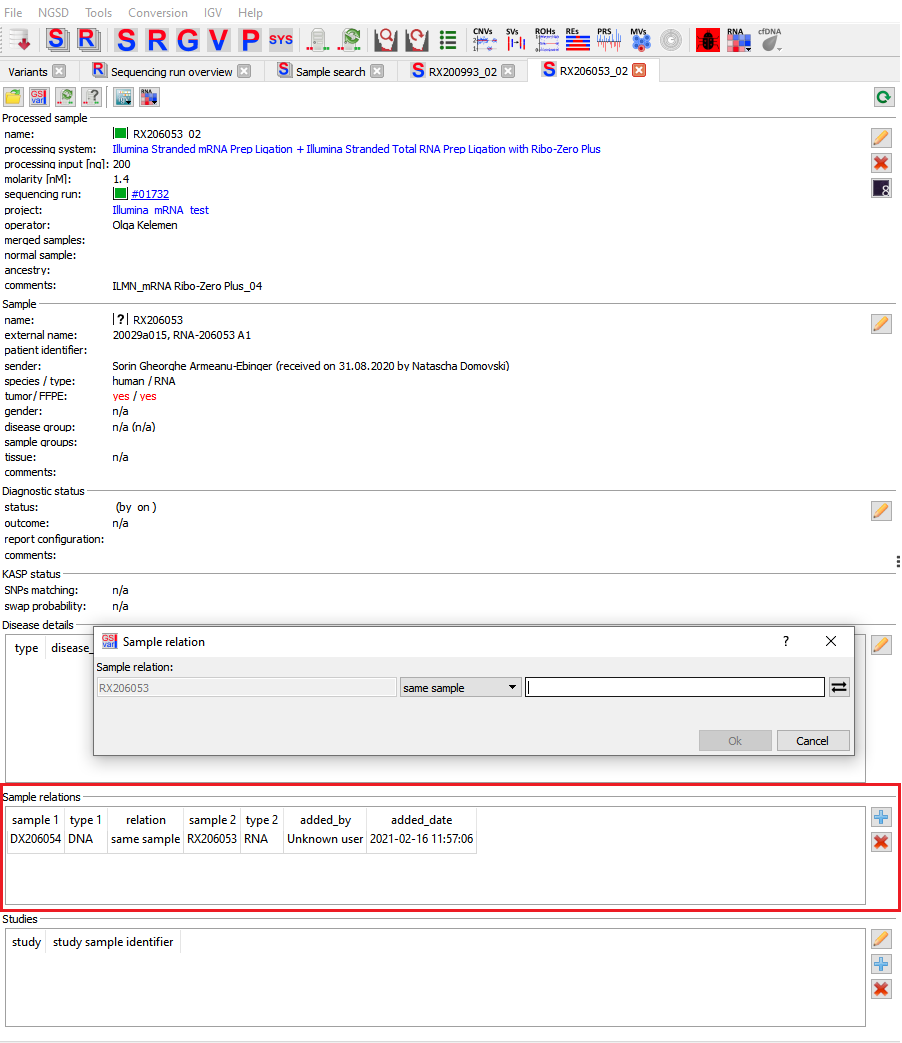 File NGSD Tools Conversion IGV Help
S R S R G V P SYS CNVs SVs ROHs REs PRS MVs RNA cfDNA
Variants Sequencing run overview Sample search RX200993_02 RX206053_02
GS var ? RNA
Processed sample
name: RX206053_02
processing system: Illumina Stranded mRNA Prep Ligation + Illumina Stranded Total RNA Prep Ligation with Ribo-Zero Plus
processing input [ng]: 200
molarity [nM]: 1.4
8
sequencing run: #01732
project: Illumina_mRNA_test
operator: Olga Kelemen
merged samples:
normal sample:
ancestry:
comments: ILMN_mRNA Ribo-Zero Plus_04
Sample
name: ? RX206053
external name: 20029a015, RNA-206053 A1
patient identifier:
sender: Sorin Gheorghe Armeanu-Ebinger (received on 31.08.2020 by Natascha Domovski)
species / type: human / RNA
tumor/ FFPE: yes / yes
gender: n/a
disease group: n/a (n/a)
sample groups:
tissue: n/a
comments:
Diagnostic status
status: (by on )
outcome: n/a
report configuration:
comments:
KASP status
SNPs matching: n/a
swap probability: n/a
Disease details
type disease_
GS var Sample relation ?
Sample relation:
RX206053 same sample
Ok Cancel
Sample relations
sample 1 type 1 relation sample 2 type 2 added_by added_date
DX206054 DNA same sample RX206053 RNA Unknown user 2021-02-16 11:57:06
Studies
study study sample identifier